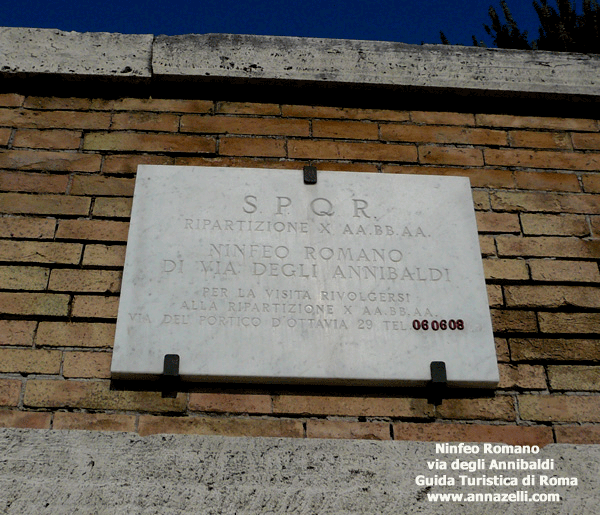 S.P.Q.R.
RIPARTIZIONE X AA.BB.AA.
NINFEO ROMANO
DI VIA DEGLI ANNIBALDI
PER LA VISITA RIVOLGERSI
ALLA RIPARTIZIONE X AA.BB.AA.
VIA DEL PORTICO D'OTTAVIA 29 TEL. 060608
Ninfeo Romano
via degli Annibaldi
Guida Turistica di Roma
www.annazelli.com